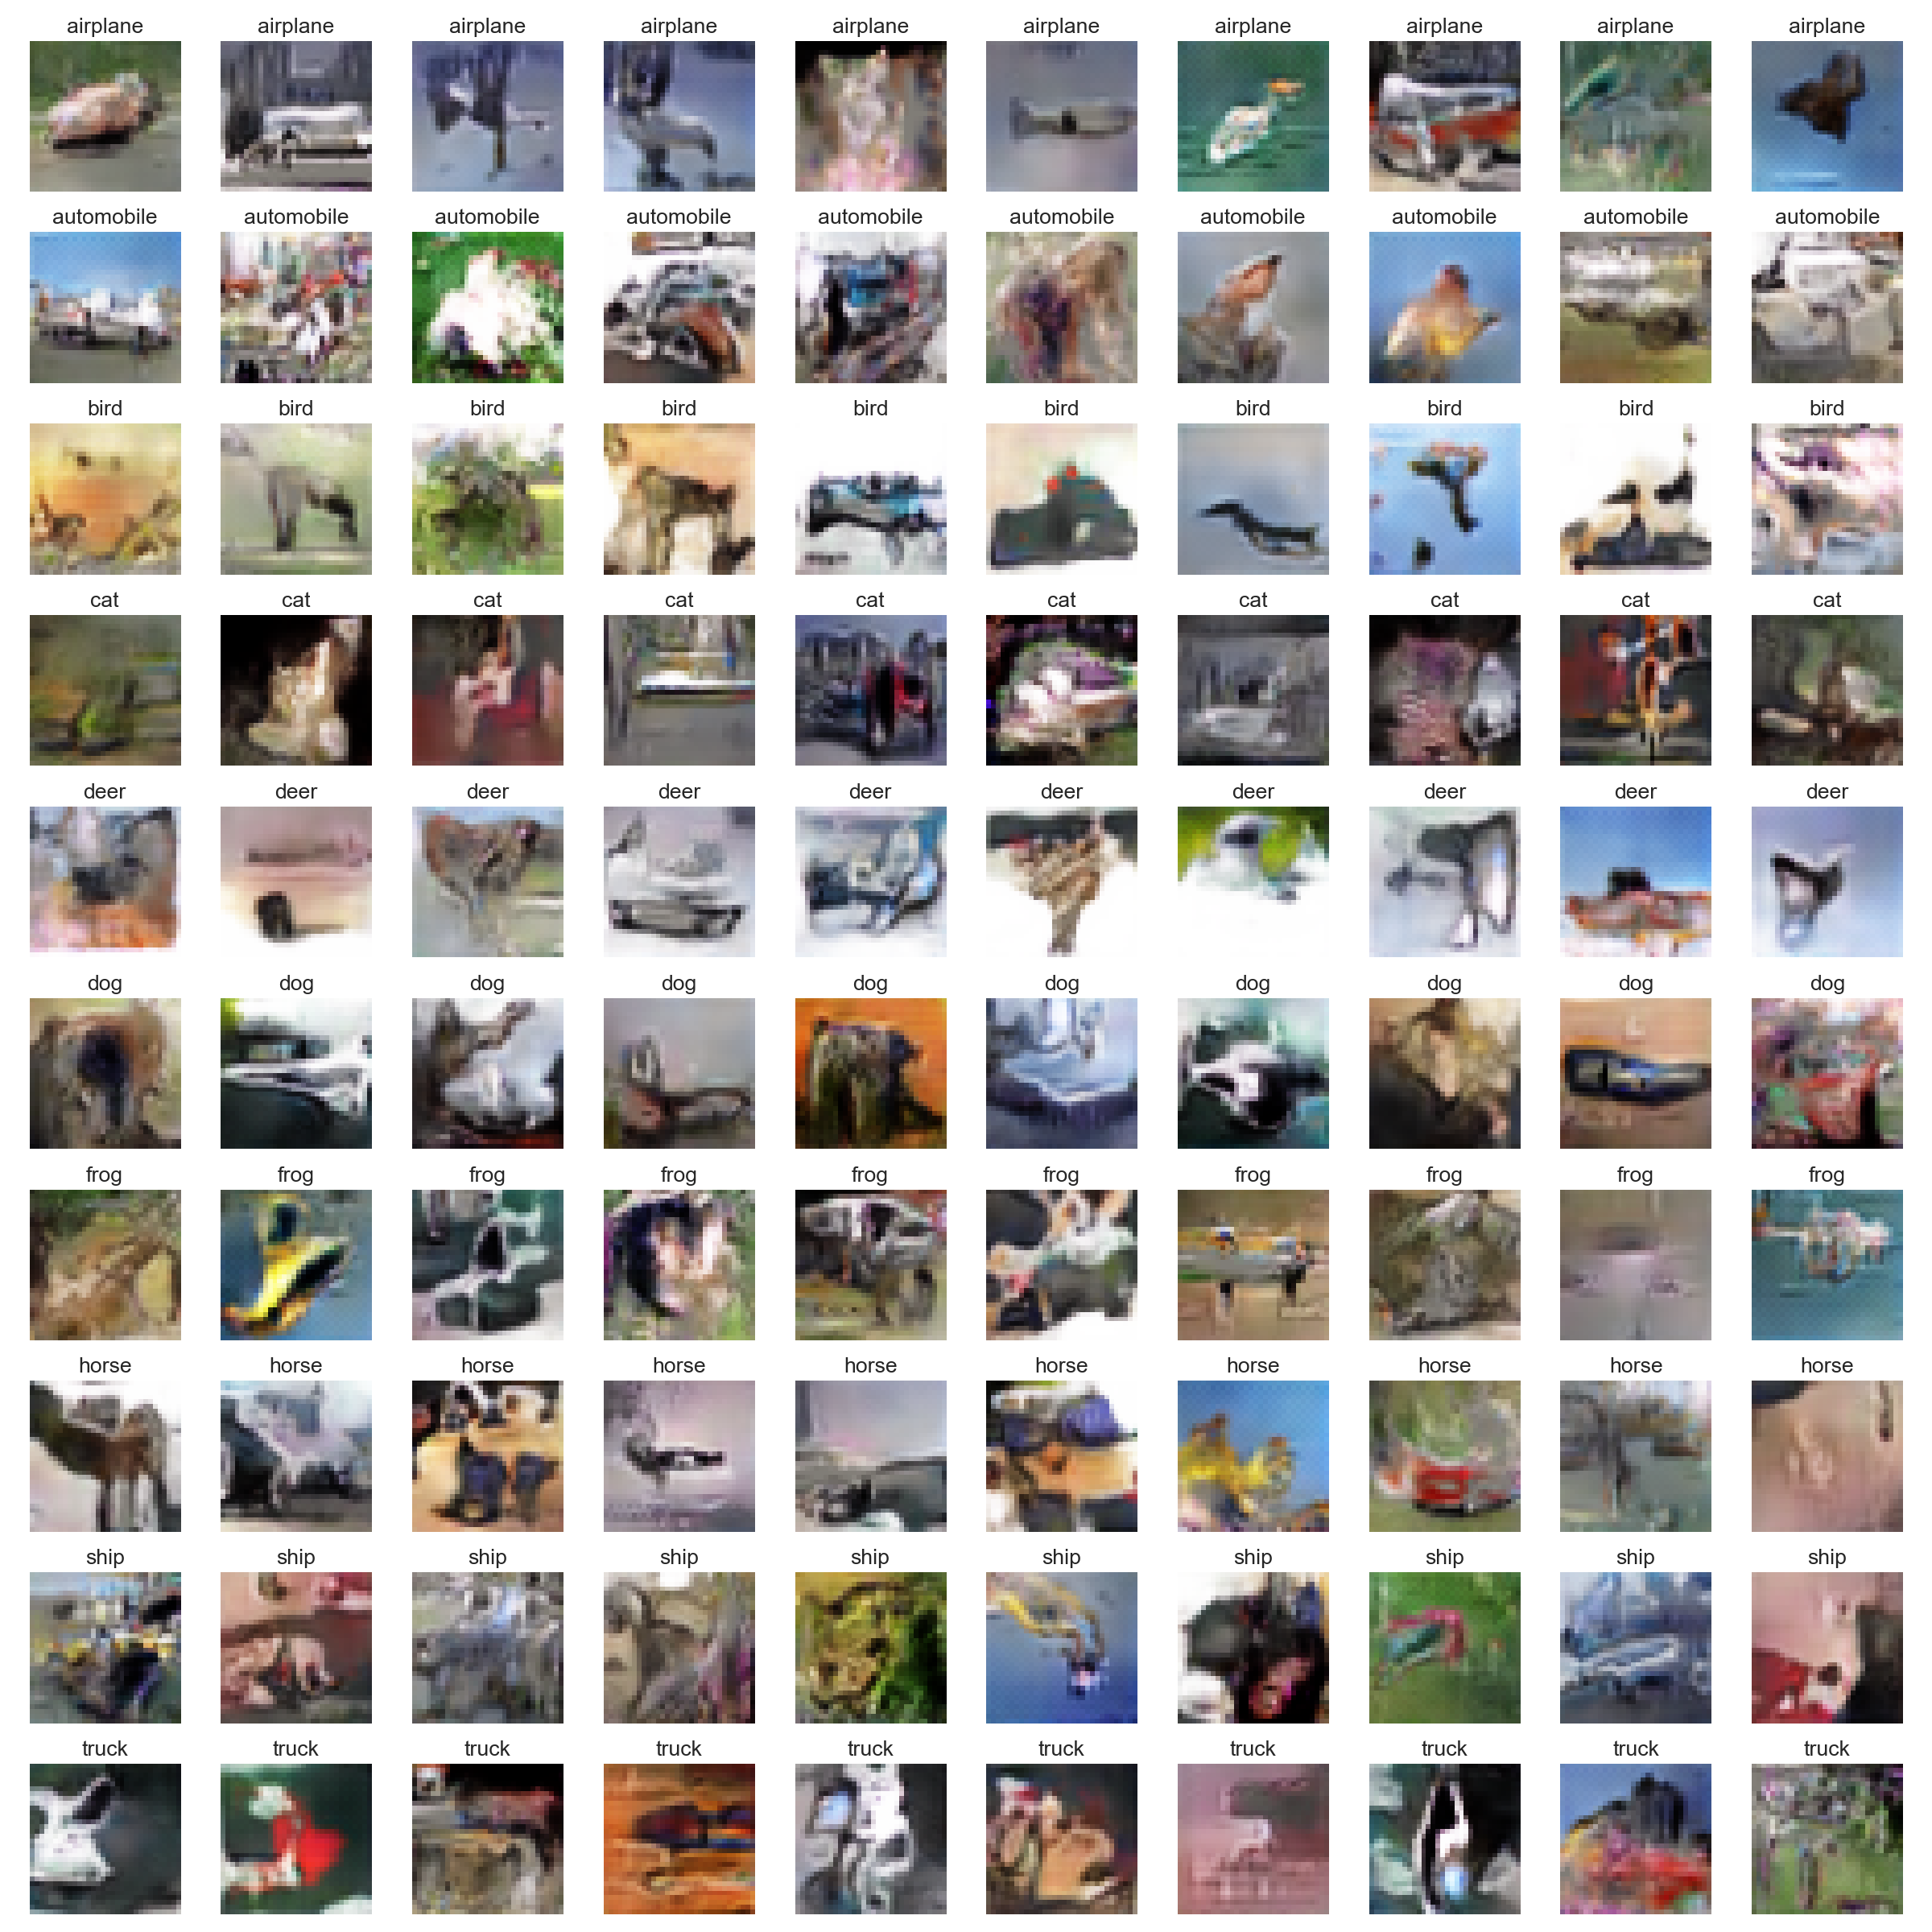 airplane airplane airplane airplane airplane airplane airplane airplane airplane airplane
automobile automobile automobile automobile automobile automobile automobile automobile automobile automobile
bird bird bird bird bird bird bird bird bird bird
cat cat cat cat cat cat cat cat cat cat
deer deer deer deer deer deer deer deer deer deer
dog dog dog dog dog dog dog dog dog dog
frog frog frog frog frog frog frog frog frog frog
horse horse horse horse horse horse horse horse horse horse
ship ship ship ship ship ship ship ship ship ship
truck truck truck truck truck truck truck truck truck truck